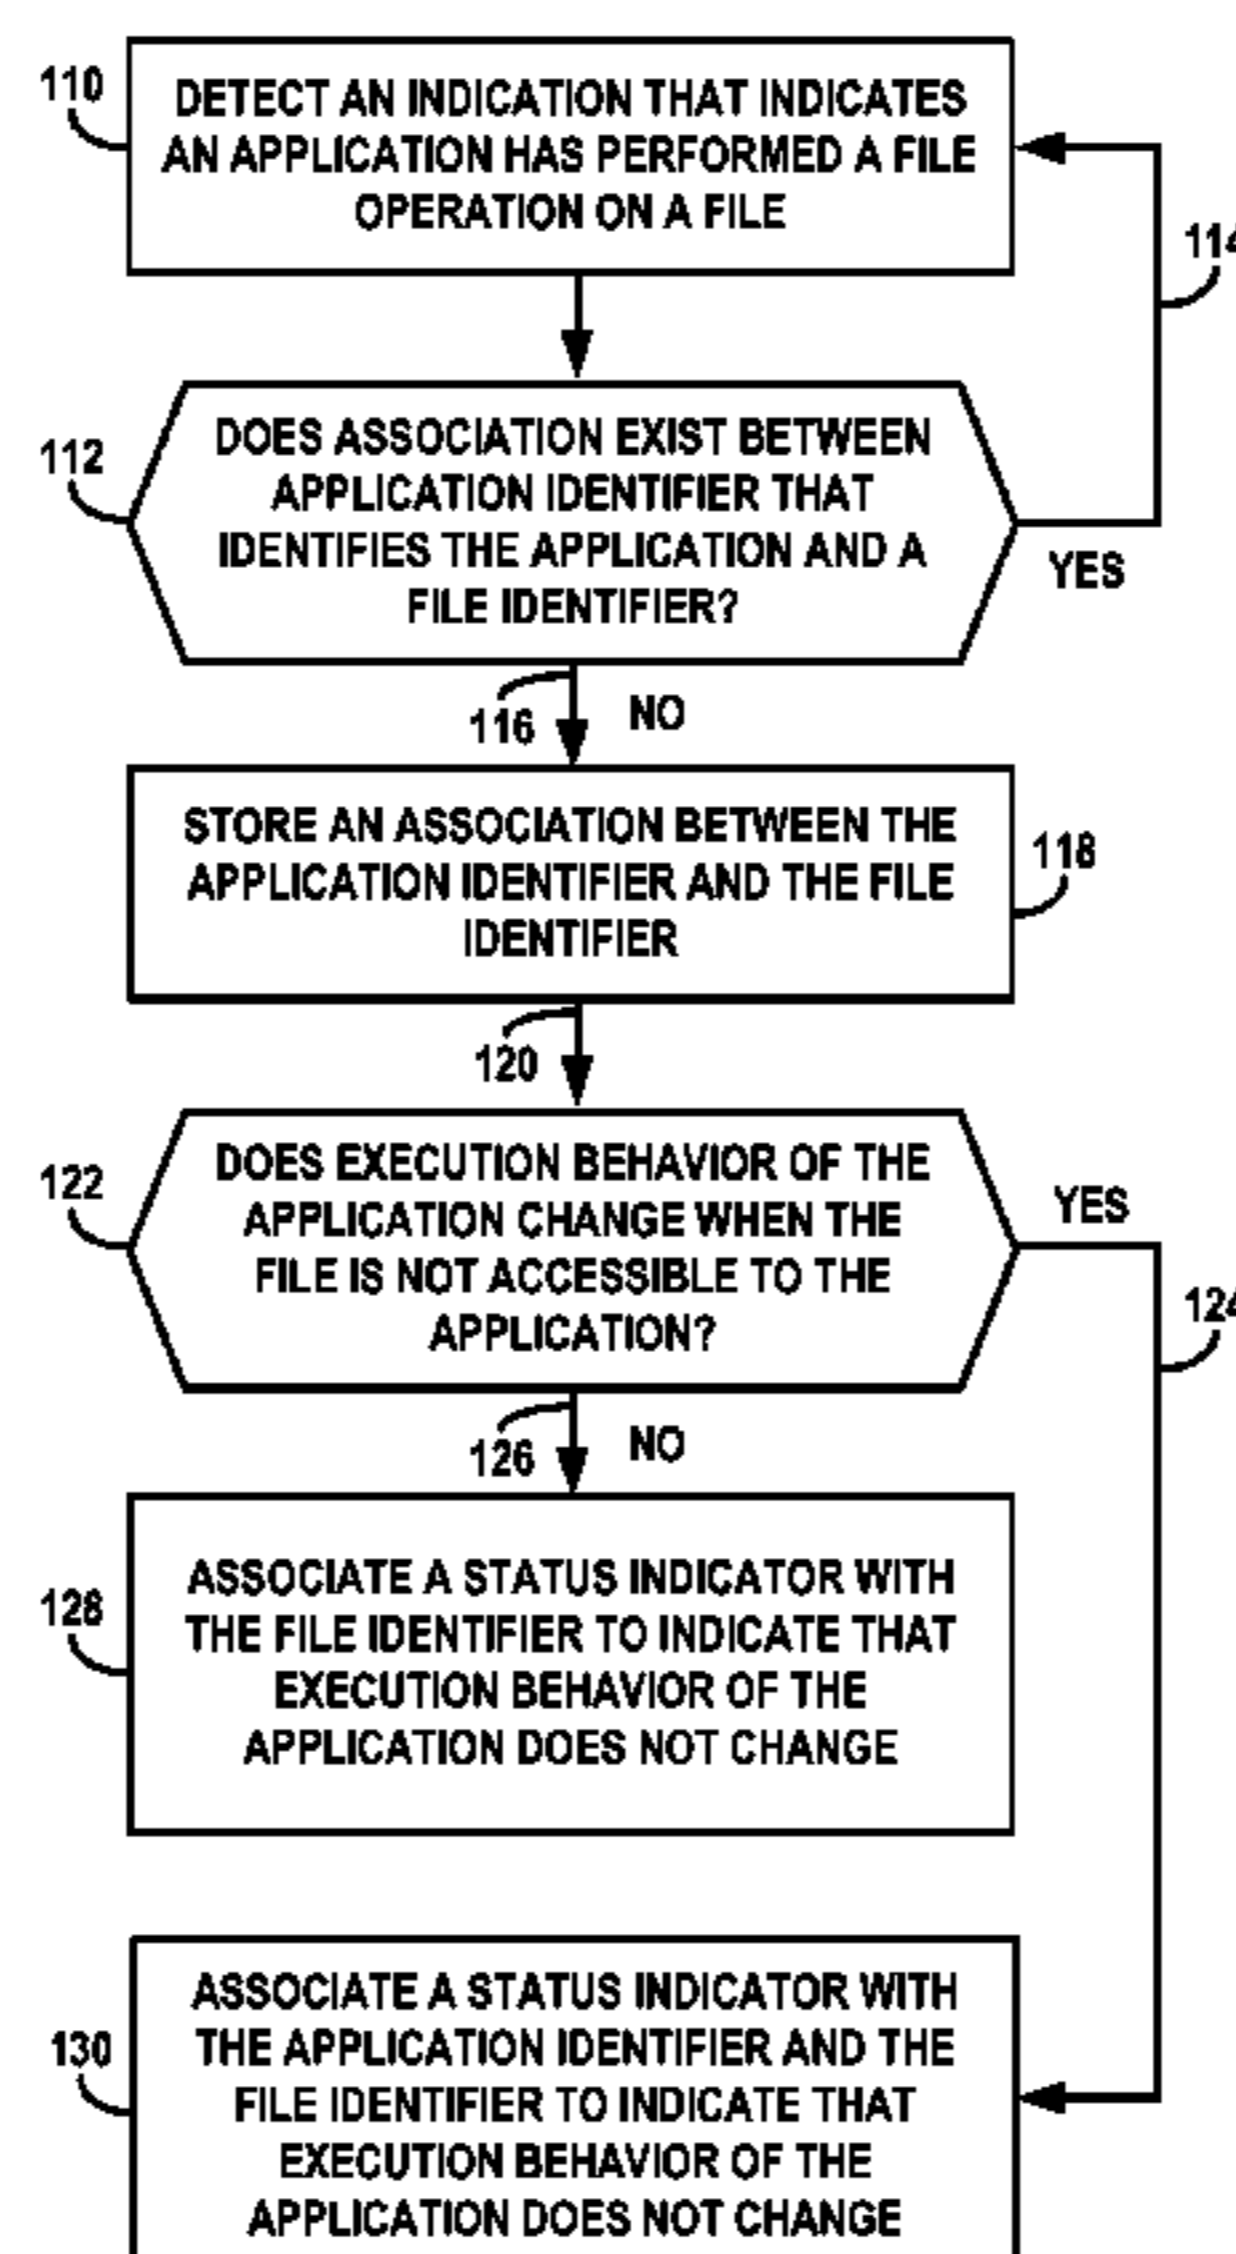 110
DETECT AN INDICATION THAT INDICATES
AN APPLICATION HAS PERFORMED A FILE
OPERATION ON A FILE
114
112
DOES ASSOCIATION EXIST BETWEEN
APPLICATION IDENTIFIER THAT
IDENTIFIES THE APPLICATION AND A
FILE IDENTIFIER?
YES
116
NO
STORE AN ASSOCIATION BETWEEN THE
APPLICATION IDENTIFIER AND THE FILE
IDENTIFIER
118
120
122
DOES EXECUTION BEHAVIOR OF THE
APPLICATION CHANGE WHEN THE
FILE IS NOT ACCESSIBLE TO THE
APPLICATION?
YES
124
126
NO
128
ASSOCIATE A STATUS INDICATOR WITH
THE FILE IDENTIFIER TO INDICATE THAT
EXECUTION BEHAVIOR OF THE
APPLICATION DOES NOT CHANGE
130
ASSOCIATE A STATUS INDICATOR WITH
THE APPLICATION IDENTIFIER AND THE
FILE IDENTIFIER TO INDICATE THAT
EXECUTION BEHAVIOR OF THE
APPLICATION DOES NOT CHANGE